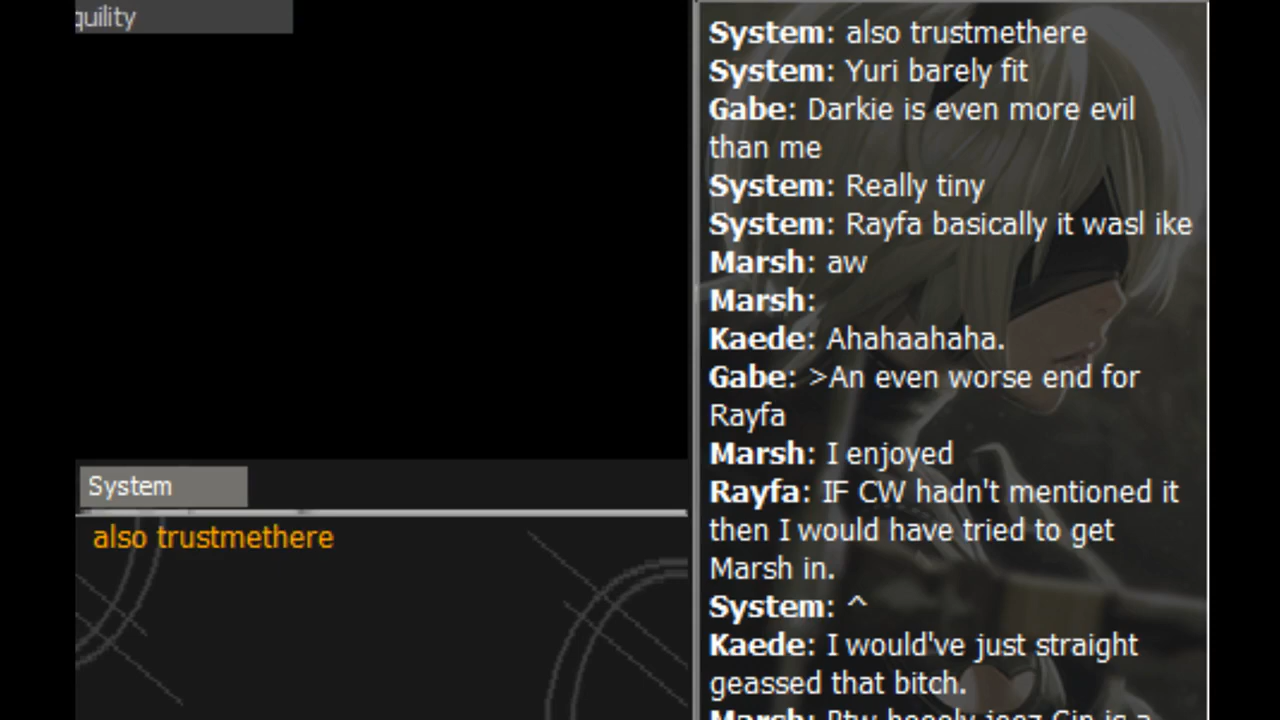 quility
System
also trustmethere
System: also trustmethere
System: Yuri barely fit
Gabe: Darkie is even more evil
than me
System: Really tiny
System: Rayfa basically it wasl ike
Marsh: aw
Marsh:
Kaede: Ahahaahaha.
Gabe: >An even worse end for
Rayfa
Marsh: I enjoyed
Rayfa: IF CW hadn't mentioned it
then I would have tried to get
Marsh in.
System: ^
Kaede: I would've just straight
geassed that bitch.
Marsh: Btw